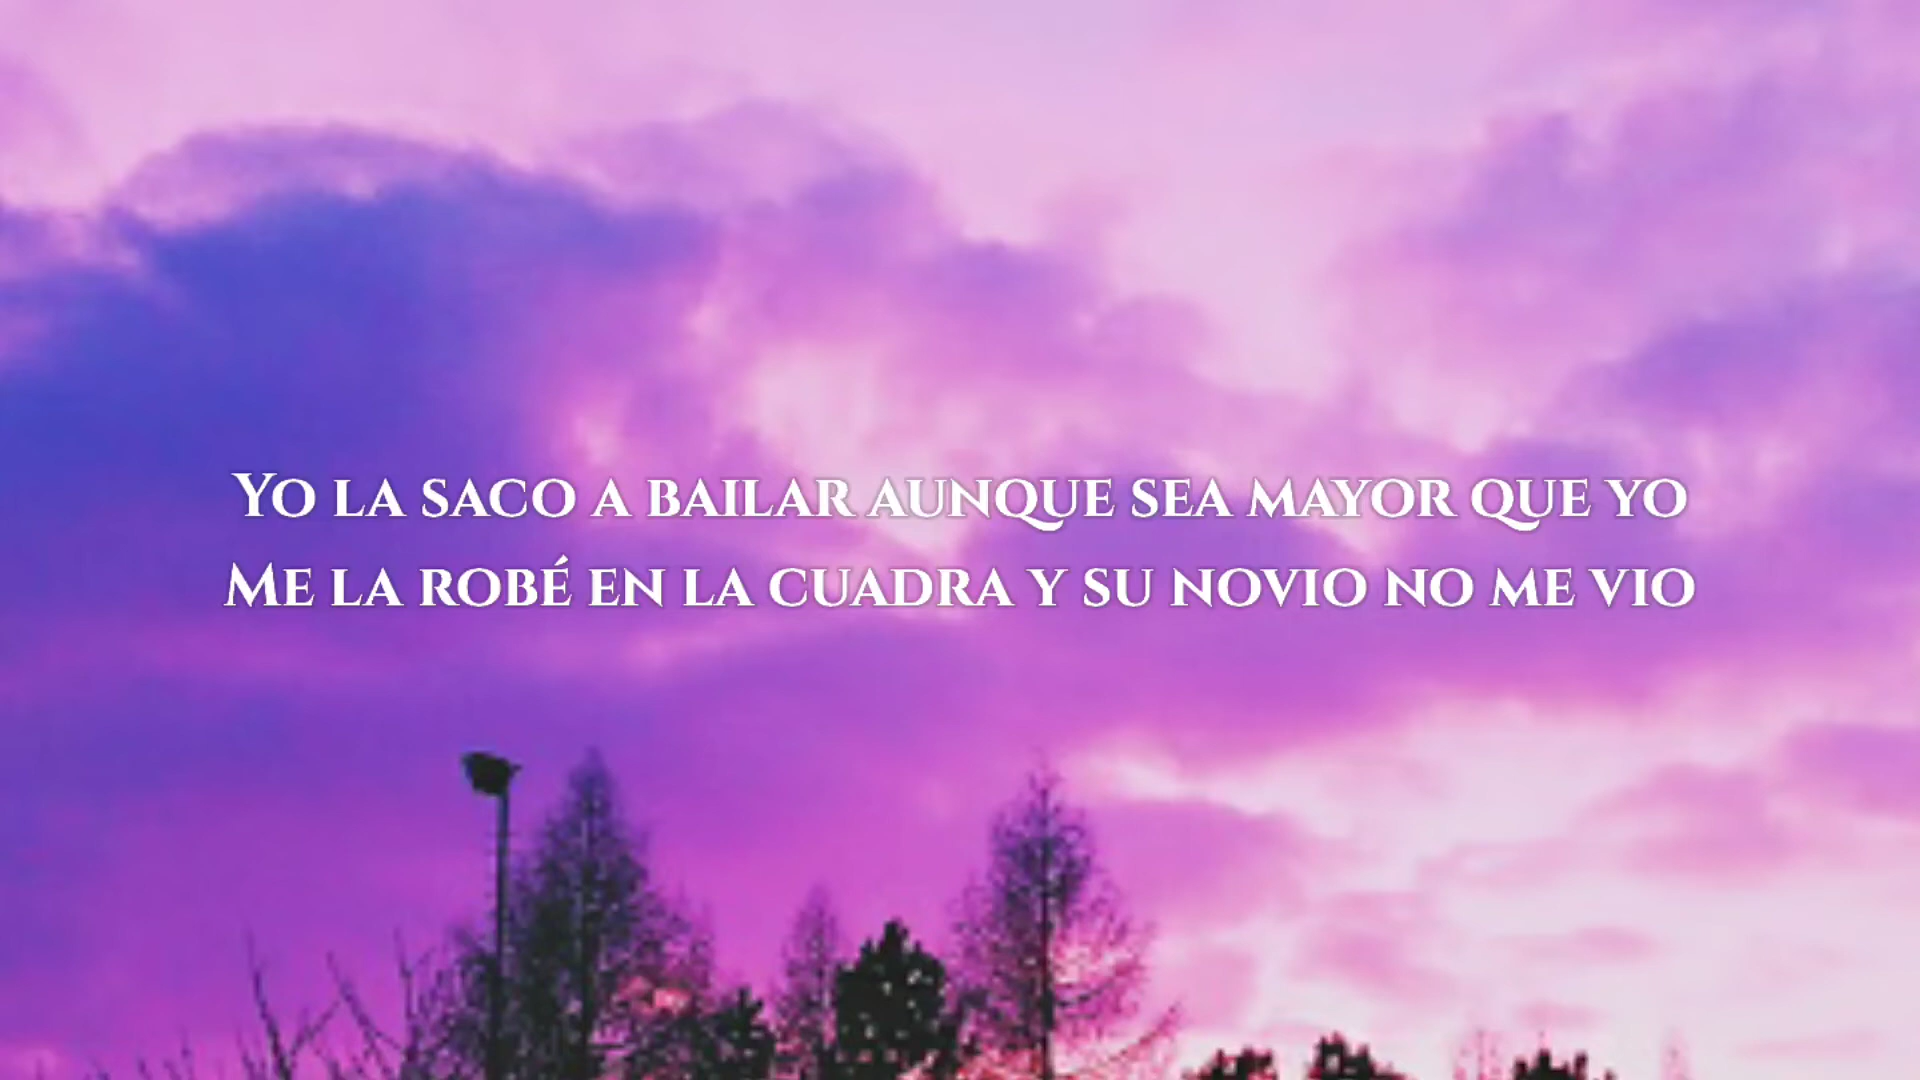 Yo la saco a bailar aunque sea mayor que yo
Me la robé en la cuadra y su novio no me vio